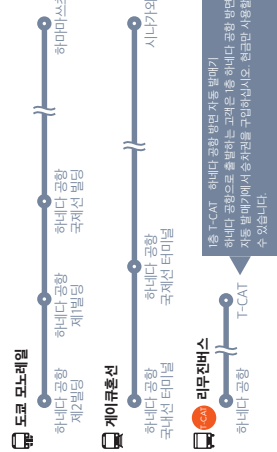 도쿄 모노레일
하네다 공항
제2빌딩
하네다 공항
제1빌딩
하네다 공항
국제선 빌딩
하마마쓰
게이큐혼선
하네다 공항
국내선 터미널
하네다 공항
국제선 터미널
시나가와
T-CAT 리무진버스
하네다 공항
T-CAT
1층 T-CAT 하네다 공항 방면 자동 발매기
하네다 공항으로 출발하는 고객은 1층 하네다 공항 방면
자동 발매기에서 승차권을 구입하십시오. 현금만 사용할
수 있습니다.